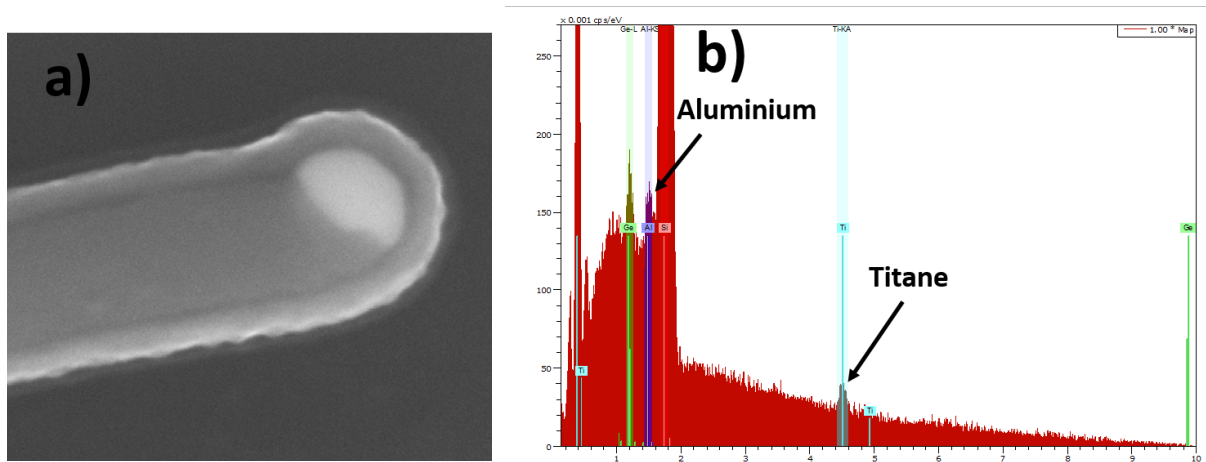 a)
x 0.001 cps/eV
Ge-L Al-KS Ti-KA
1.00 * Map
b)
Aluminium
Titane
250
200
150
100
50
0
Ge Al Si Ti Ge
Ti Ti
1 2 3 4 5 6 7 8 9 10